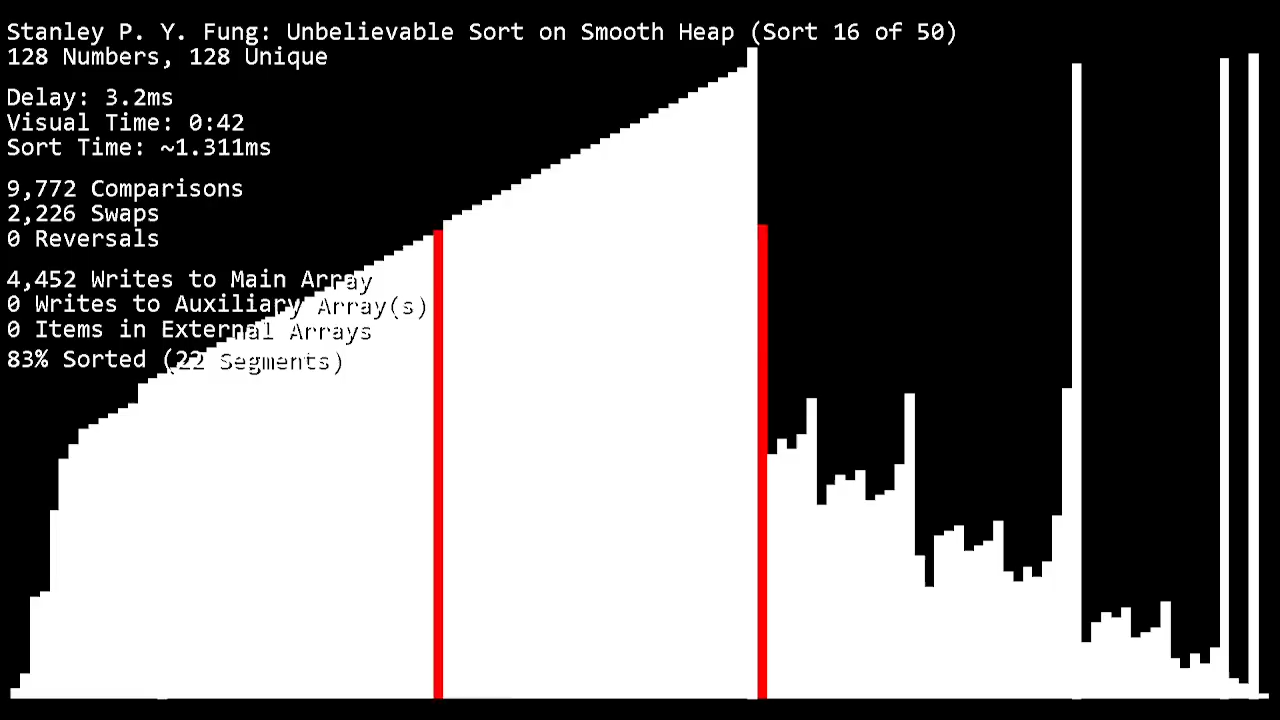 Stanley P. Y. Fung: Unbelievable Sort on Smooth Heap (Sort 16 of 50)
128 Numbers, 128 Unique
Delay: 3.2ms
Visual Time: 0:42
Sort Time: ~1.311ms
9,772 Comparisons
2,226 Swaps
0 Reversals
4,452 Writes to Main Array
0 Writes to Auxiliary Array(s)
0 Items in External Arrays
83% Sorted (22 Segments)